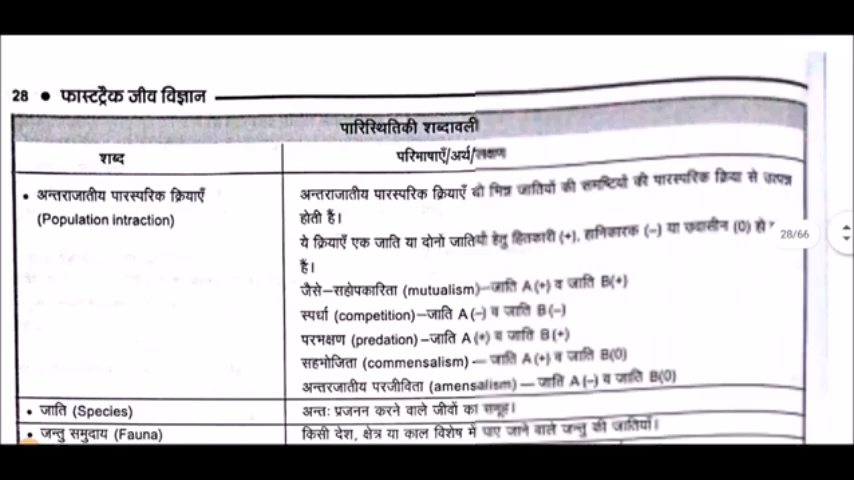 28 ● फास्टट्रैक जीव विज्ञान
पारिस्थितिकी शब्दावली
शब्द
परिभाषाएँ/अर्थ/लक्षण
• अन्तराजातीय पारस्परिक क्रियाएँ
(Population intraction)
अन्तराजातीय पारस्परिक क्रियाएँ दो भिन्न जातियों की समष्टियों की पारस्परिक क्रिया से उत्पन्न
होती हैं।
ये क्रियाएँ एक जाति या दोनों जातियों हेतु हितकारी (+), हानिकारक (–) या उदासीन (0) हो
हैं।
जैसे–सहोपकारिता (mutualism)–जाति A(+) व जाति B(+)
स्पर्धा (competition)–जाति A(–) व जाति B(–)
परभक्षण (predation) –जाति A(+) व जाति B(+)
सहभोजिता (commensalism) — जाति A(+) व जाति B(0)
अन्तरजातीय परजीविता (amensalism) — जाति A(–) व जाति B(0)
• जाति (Species)
अन्तः प्रजनन करने वाले जीवों का समूह।
• जन्तु समुदाय (Fauna)
किसी देश, क्षेत्र या काल विशेष में पाए जाने वाले जन्तु की जातियाँ।
28/66